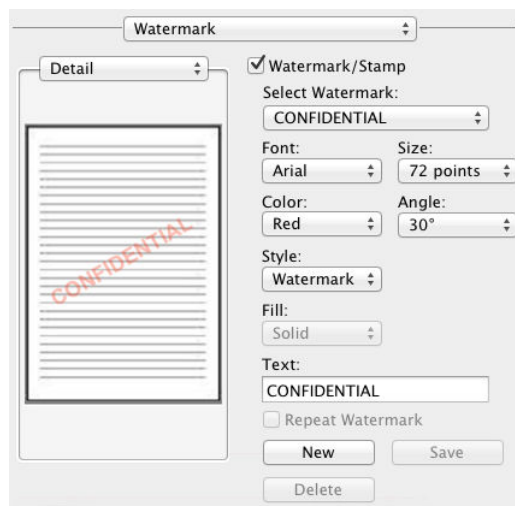 Watermark
Detail
Watermark/Stamp
Select Watermark:
CONFIDENTIAL
Font: Size:
Arial 72 points
Color: Angle:
Red 30°
Style:
Watermark
Fill:
Solid
Text:
CONFIDENTIAL
Repeat Watermark
New Save
Delete
CONFIDENTIAL